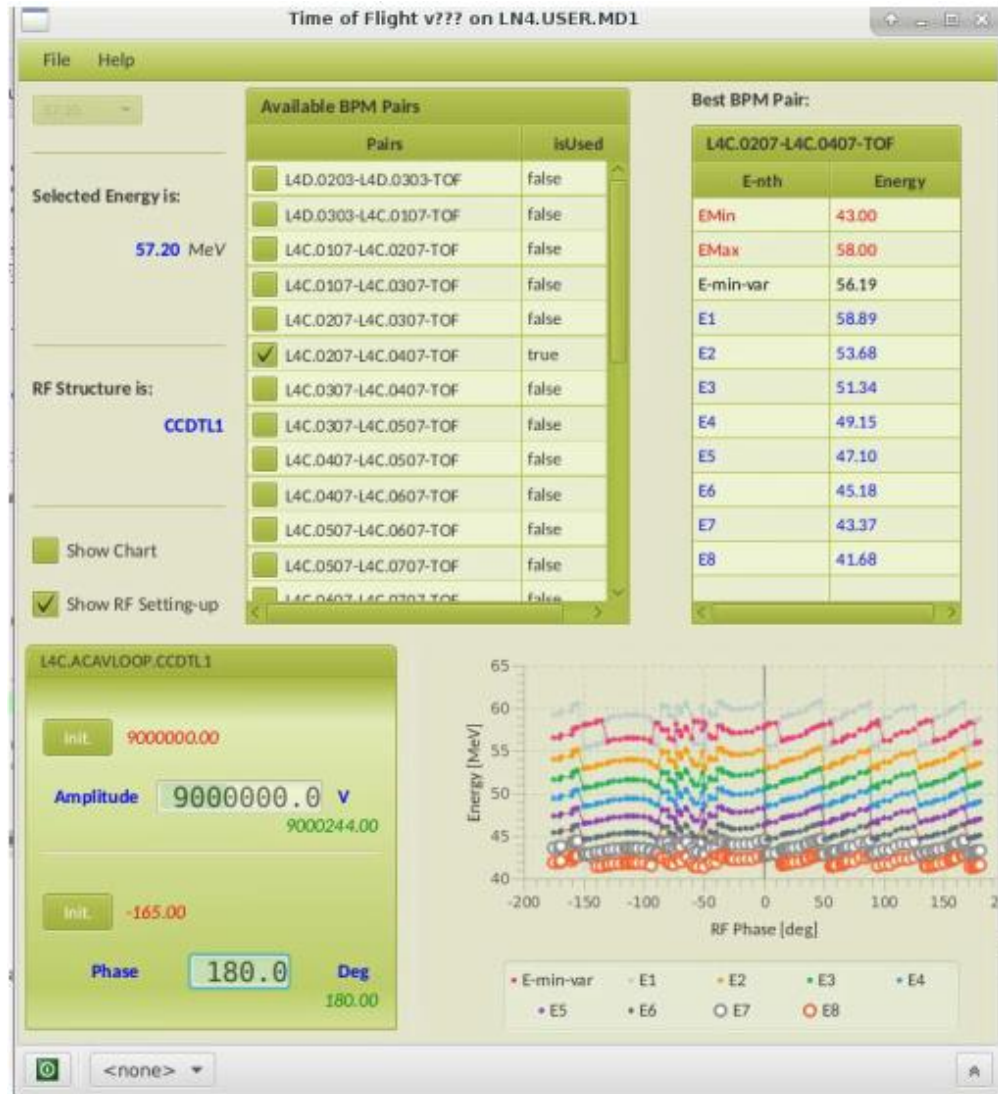 Time of Flight v??? on LN4.USER.MD1
File Help
Available BPM Pairs
Pairs isUsed
L4D.0203-L4D.0303-TOF false
L4D.0303-L4C.0107-TOF false
L4C.0107-L4C.0207-TOF false
L4C.0107-L4C.0307-TOF false
L4C.0207-L4C.0307-TOF false
L4C.0207-L4C.0407-TOF true
L4C.0307-L4C.0407-TOF false
L4C.0307-L4C.0507-TOF false
L4C.0407-L4C.0507-TOF false
L4C.0407-L4C.0607-TOF false
L4C.0507-L4C.0607-TOF false
L4C.0507-L4C.0707-TOF false
L4C.0607-L4C.0707-TOF false
Selected Energy is:
57.20 MeV
RF Structure is:
CCDTL1
Show Chart
Show RF Setting-up
Best BPM Pair:
L4C.0207-L4C.0407-TOF
E-nth Energy
EMin 43.00
EMax 58.00
E-min-var 56.19
E1 58.89
E2 53.68
E3 51.34
E4 49.15
E5 47.10
E6 45.18
E7 43.37
E8 41.68
L4C.ACAVLOOP.CCDTL1
Init. 9000000.00
Amplitude 9000000.0 V
9000244.00
Init. -165.00
Phase 180.0 Deg
180.00
Energy [MeV]
65
60
55
50
45
40
-200 -150 -100 -50 0 50 100 150 2
RF Phase [deg]
E-min-var E1 E2 E3 E4
E5 E6 E7 E8
<none>